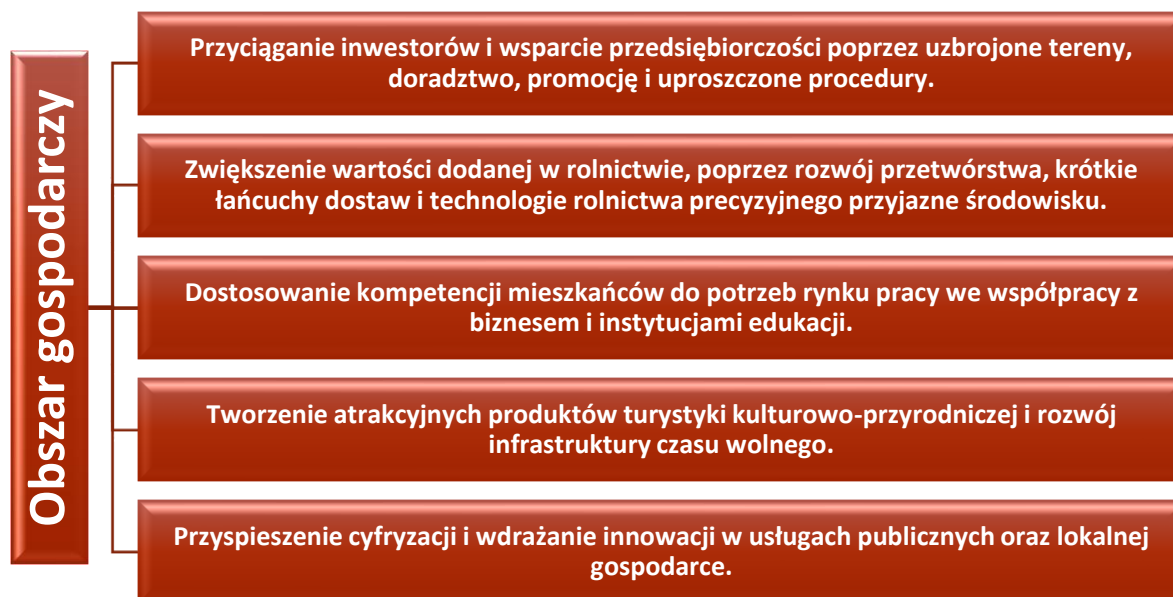 Obszar gospodarczy
Przyciąganie inwestorów i wsparcie przedsiębiorczości poprzez uzbrojone tereny,
doradztwo, promocję i uproszczone procedury.
Zwiększenie wartości dodanej w rolnictwie, poprzez rozwój przetwórstwa, krótkie
łańcuchy dostaw i technologie rolnictwa precyzyjnego przyjazne środowisku.
Dostosowanie kompetencji mieszkańców do potrzeb rynku pracy we współpracy z
biznesem i instytucjami edukacji.
Tworzenie atrakcyjnych produktów turystyki kulturowo-przyrodniczej i rozwój
infrastruktury czasu wolnego.
Przyspieszenie cyfryzacji i wdrażanie innowacji w usługach publicznych oraz lokalnej
gospodarce.